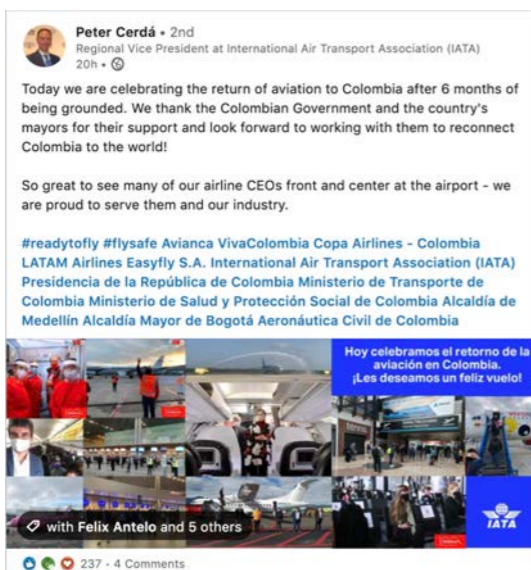 Peter Cerdá • 2nd
Regional Vice President at International Air Transport Association (IATA)
20h •
Today we are celebrating the return of aviation to Colombia after 6 months of
being grounded. We thank the Colombian Government and the country's
mayors for their support and look forward to working with them to reconnect
Colombia to the world!
So great to see many of our airline CEOs front and center at the airport - we
are proud to serve them and our industry.
#readytofly #flysafe Avianca VivaColombia Copa Airlines - Colombia
LATAM Airlines Easyfly S.A. International Air Transport Association (IATA)
Presidencia de la República de Colombia Ministerio de Transporte de
Colombia Ministerio de Salud y Protección Social de Colombia Alcaldía de
Medellín Alcaldía Mayor de Bogotá Aeronáutica Civil de Colombia
Hoy celebramos el retorno de la
aviación en Colombia.
¡Les deseamos un feliz vuelo!
IATA
with Felix Antelo and 5 others
237 • 4 Comments